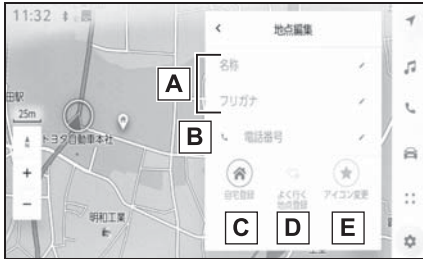 11:32
地点編集
名称
A
フリガナ
B
電話番号
田駅
25m
トヨタ自動車本社
自宅登録
よく行く
地点登録
アイコン変更
C
D
E
明和工業